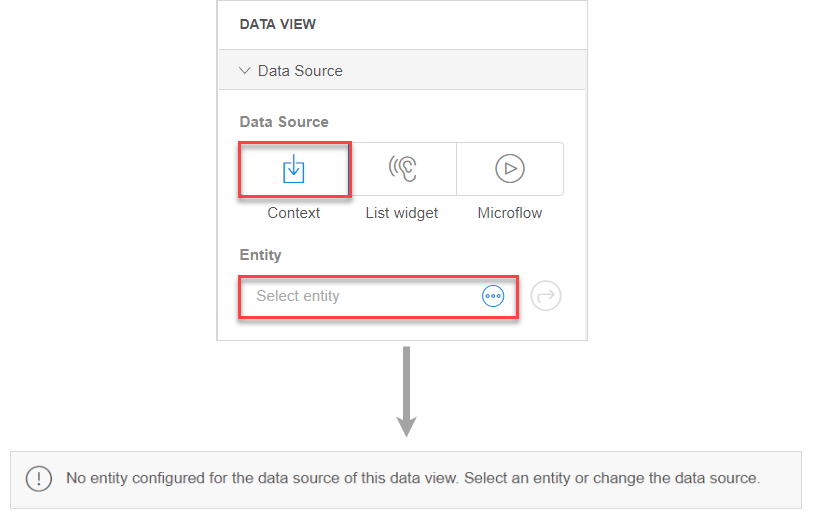 DATA VIEW
Data Source
Data Source
Context
List widget
Microflow
Entity
Select entity
No entity configured for the data source of this data view. Select an entity or change the data source.